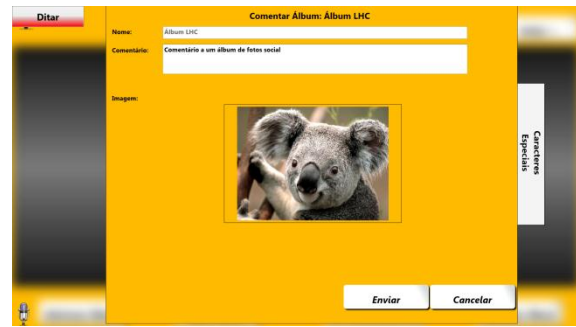 Ditar
Comentar Álbum: Álbum LHC
Nome:
Álbum LHC
Comentário:
Comentário a um álbum de fotos social
Imagem:
Caracteres
Especiais
Enviar
Cancelar